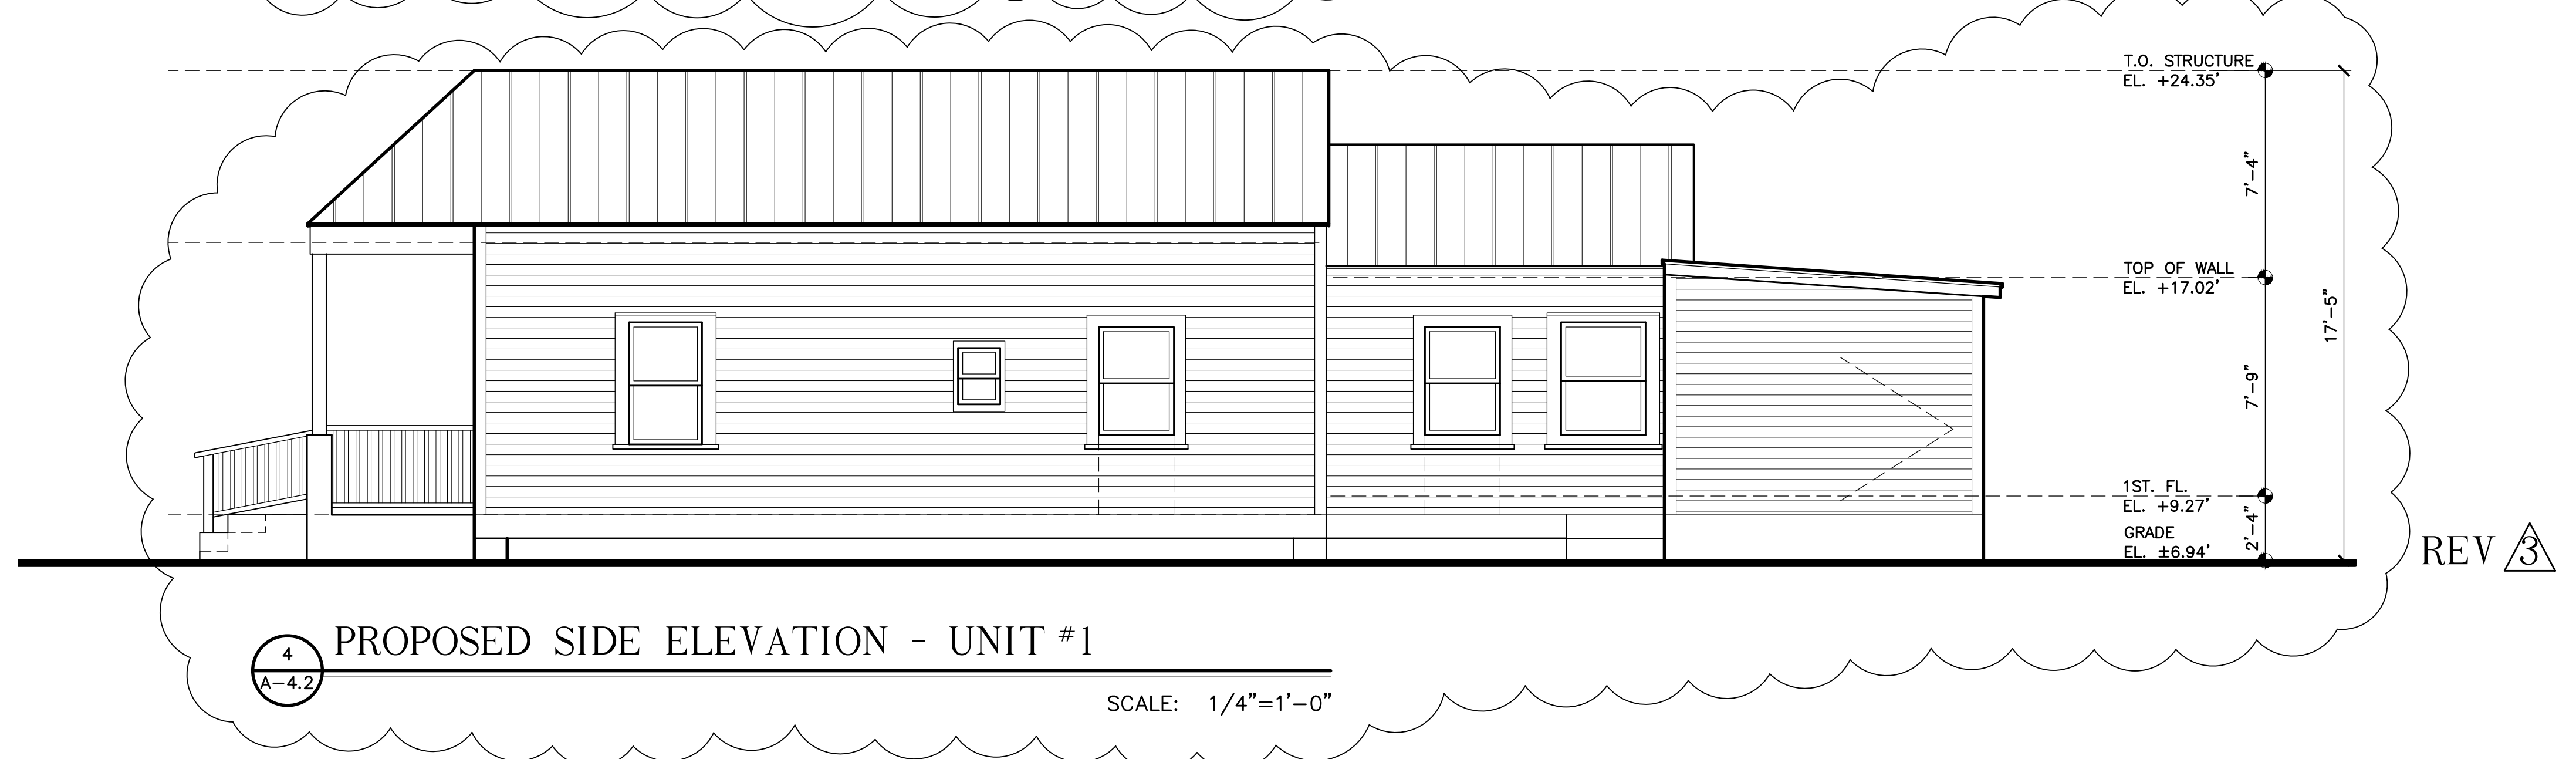 T.O. STRUCTURE
EL. +24.35'
7'-4"
TOP OF WALL
EL. +17.02'
17'-5"
7'-9"
1ST. FL.
EL. +9.27'
2'-4"
GRADE
EL. ±6.94'
REV 3
4
A-4.2
PROPOSED SIDE ELEVATION - UNIT #1
SCALE: 1/4"=1'-0"